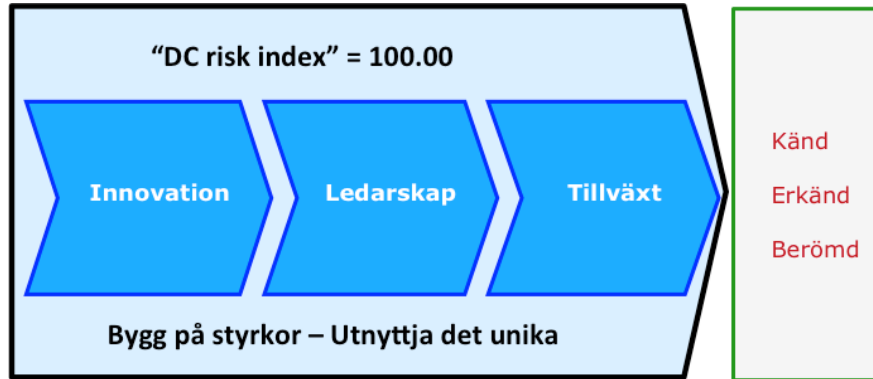 “DC risk index” = 100.00
Innovation
Ledarskap
Tillväxt
Bygg på styrkor – Utnyttja det unika
Känd
Erkänd
Berömd